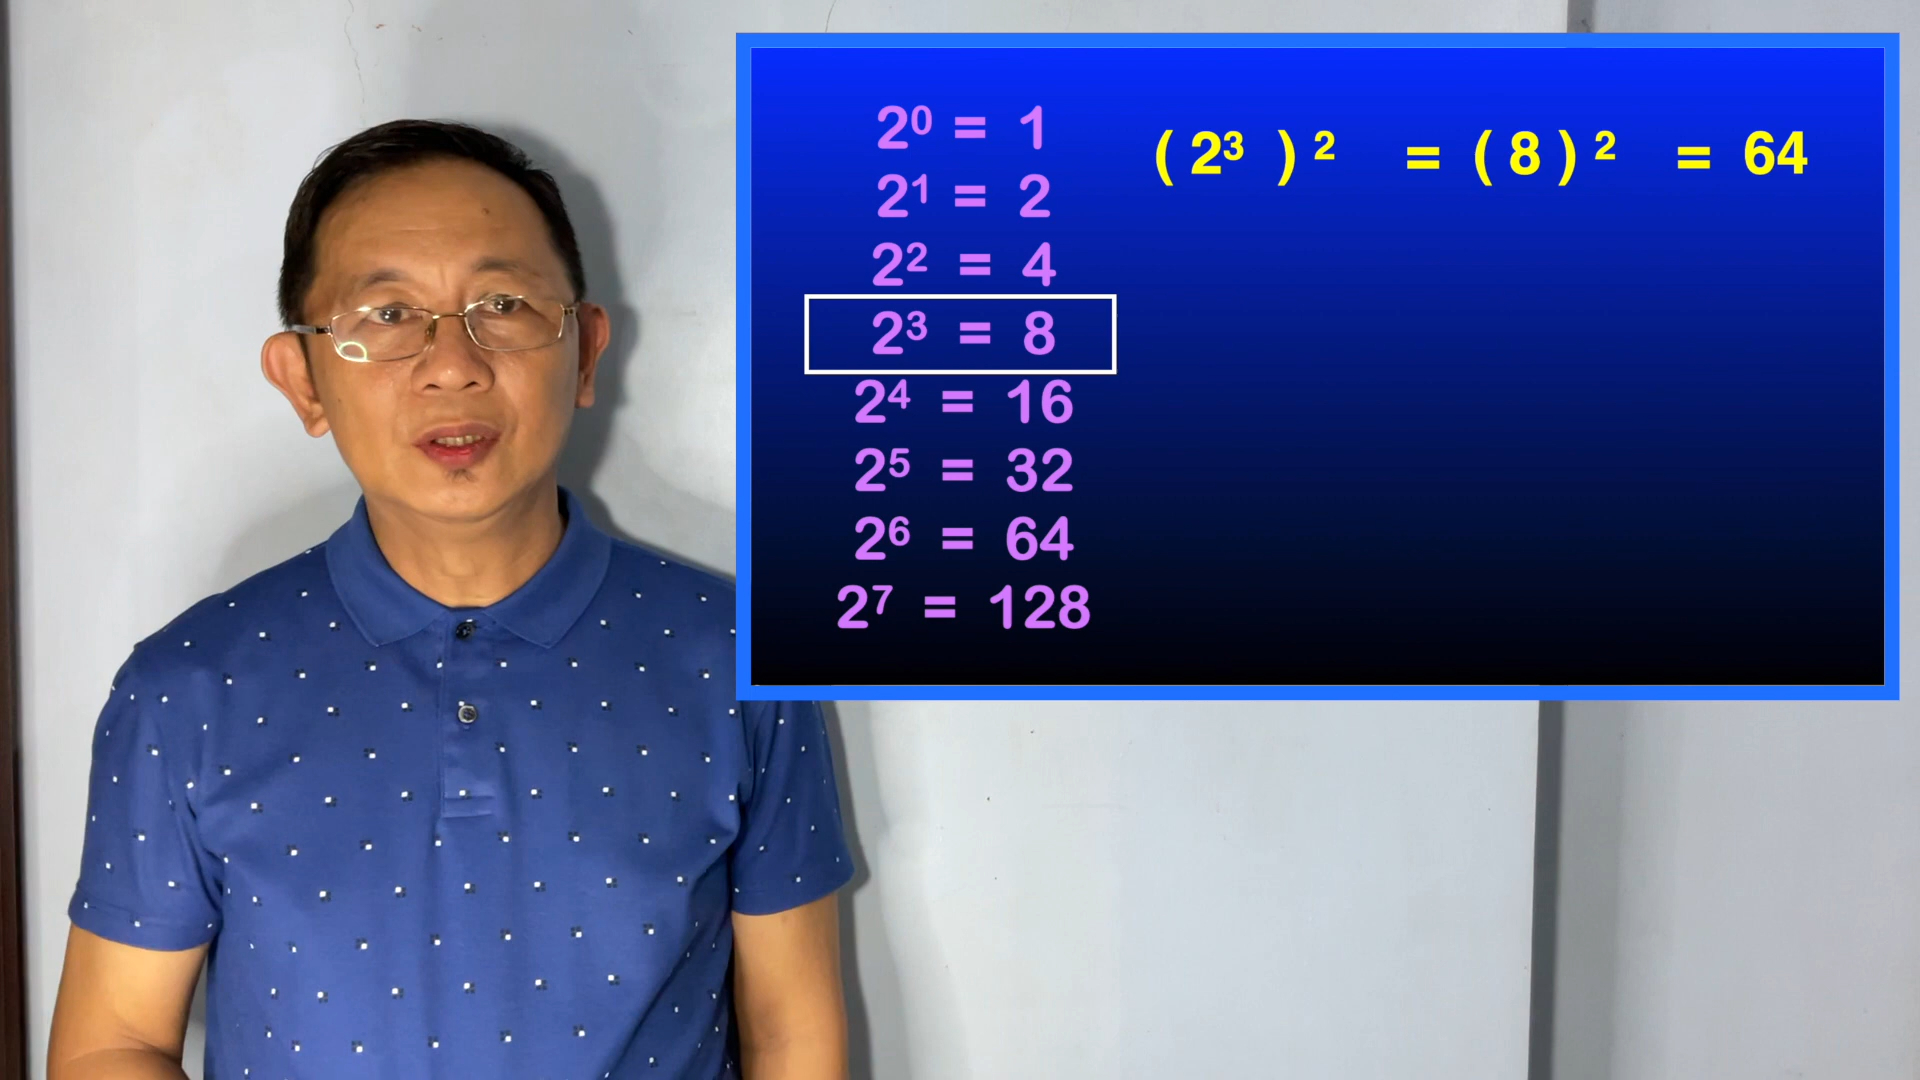 2⁰ = 1
( 2³ )² = ( 8 )² = 64
2¹ = 2
2² = 4
2³ = 8
2⁴ = 16
2⁵ = 32
2⁶ = 64
2⁷ = 128